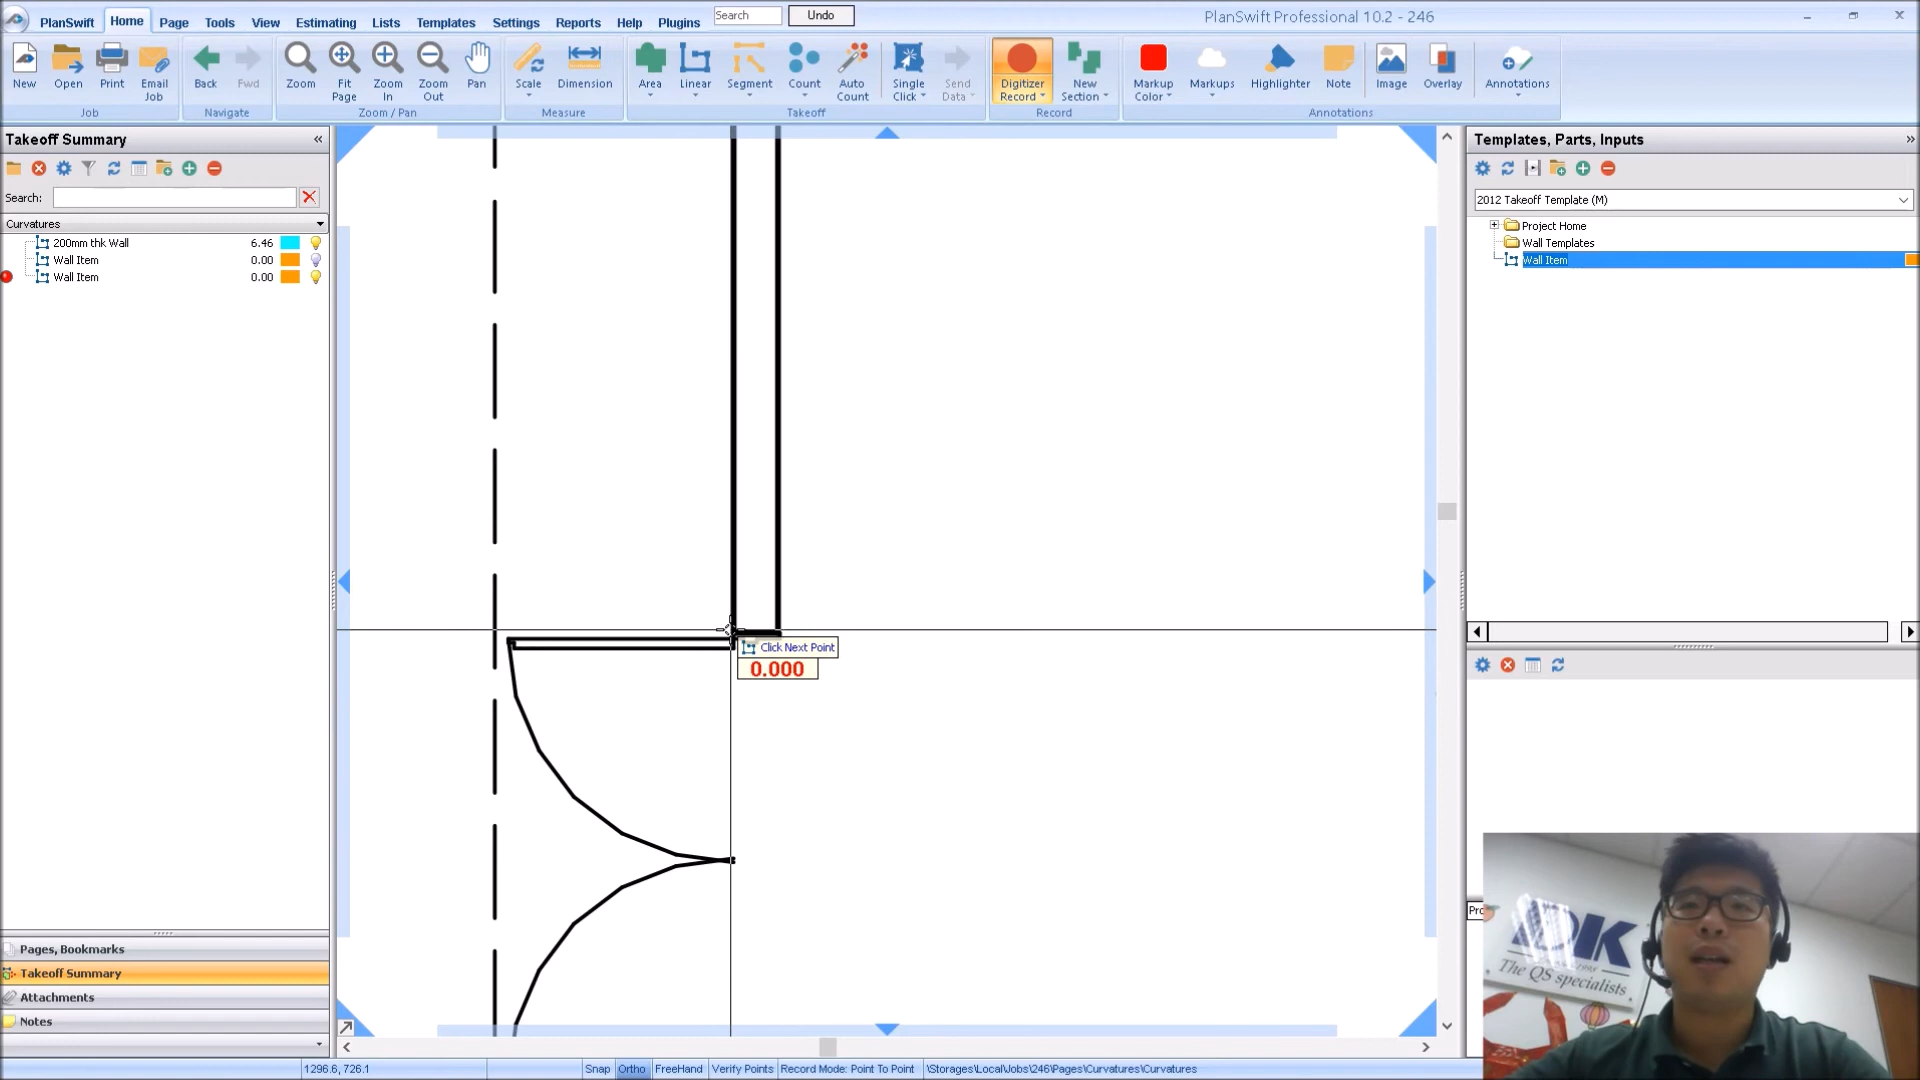 PlanSwift Home Page Tools View Estimating Lists Templates Settings Reports Help Plugins Search Undo PlanSwift Professional 10.2 - 246
New Open Print Email Job
Job
Back Fwd
Navigate
Zoom Fit Page Zoom In Zoom Out Pan
Zoom / Pan
Scale Dimension
Measure
Area Linear Segment Count Auto Count Single Click Send Data
Takeoff
Digitizer Record New Section
Record
Markup Color Markups Highlighter Note Image Overlay Annotations
Annotations
Takeoff Summary
Search:
Curvatures
200mm thk Wall 6.46
Wall Item 0.00
Wall Item 0.00
Pages, Bookmarks
Takeoff Summary
Attachments
Notes
Click Next Point
0.000
Templates, Parts, Inputs
2012 Takeoff Template (M)
Project Home
Wall Templates
Wall Item
DK
The QS specialists
1296.6, 726.1 Snap Ortho FreeHand Verify Points Record Mode: Point To Point \Storages\Local\Jobs\246\Pages\Curvatures\Curvatures